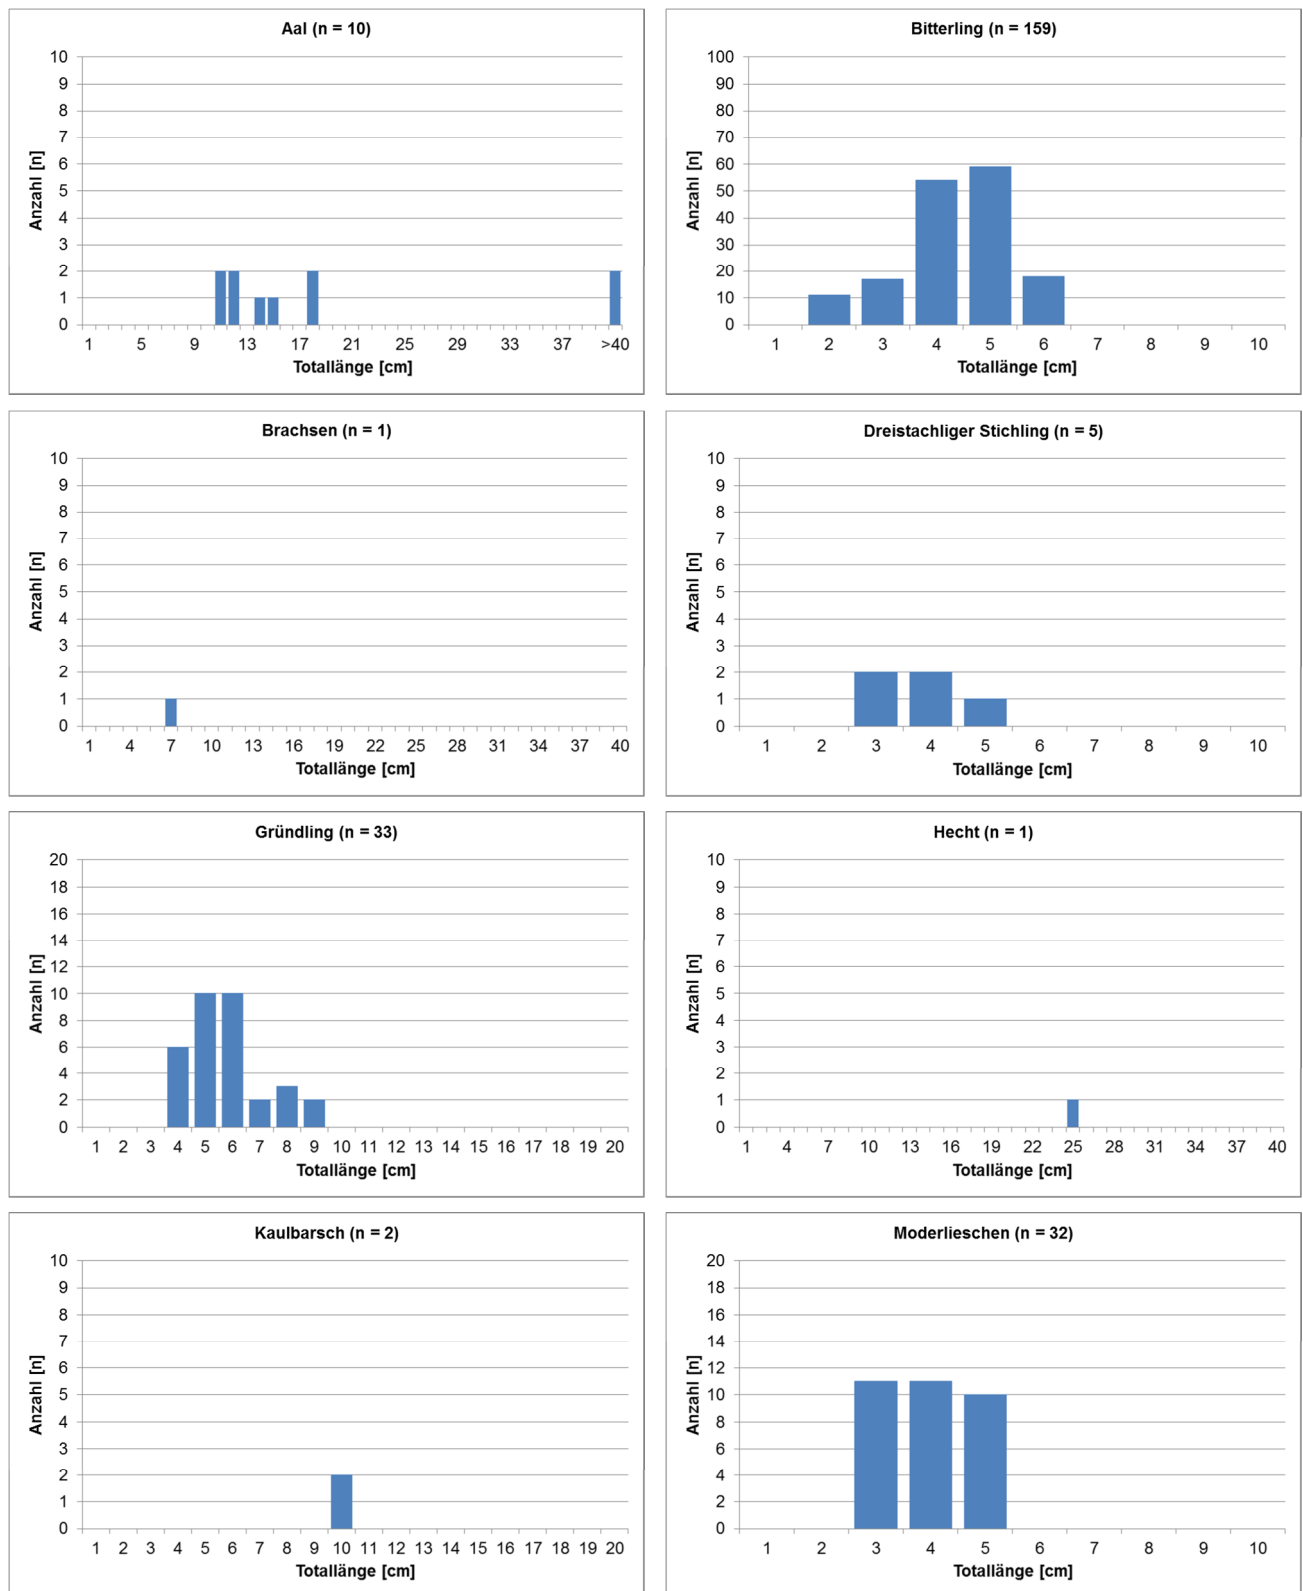 Aal (n = 10)
10
9
8
7
6
5
4
3
2
1
0
Anzahl [n]
1 5 9 13 17 21 25 29 33 37 >40
Totallänge [cm]
Bitterling (n = 159)
100
90
80
70
60
50
40
30
20
10
0
Anzahl [n]
1 2 3 4 5 6 7 8 9 10
Totallänge [cm]
Brachsen (n = 1)
10
9
8
7
6
5
4
3
2
1
0
Anzahl [n]
1 4 7 10 13 16 19 22 25 28 31 34 37 40
Totallänge [cm]
Dreistachliger Stichling (n = 5)
10
9
8
7
6
5
4
3
2
1
0
Anzahl [n]
1 2 3 4 5 6 7 8 9 10
Totallänge [cm]
Gründling (n = 33)
20
18
16
14
12
10
8
6
4
2
0
Anzahl [n]
1 2 3 4 5 6 7 8 9 10 11 12 13 14 15 16 17 18 19 20
Totallänge [cm]
Hecht (n = 1)
10
9
8
7
6
5
4
3
2
1
0
Anzahl [n]
1 4 7 10 13 16 19 22 25 28 31 34 37 40
Totallänge [cm]
Kaulbarsch (n = 2)
10
9
8
7
6
5
4
3
2
1
0
Anzahl [n]
1 2 3 4 5 6 7 8 9 10 11 12 13 14 15 16 17 18 19 20
Totallänge [cm]
Moderlieschen (n = 32)
20
18
16
14
12
10
8
6
4
2
0
Anzahl [n]
1 2 3 4 5 6 7 8 9 10
Totallänge [cm]